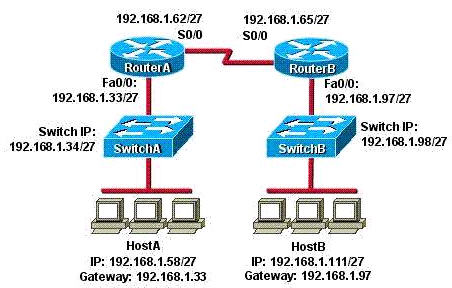 192.168.1.62/27
192.168.1.65/27
S0/0
S0/0
RouterA
RouterB
Fa0/0:
192.168.1.33/27
Fa0/0:
192.168.1.97/27
Switch IP:
192.168.1.34/27
Switch IP:
192.168.1.98/27
SwitchA
SwitchB
HostA
IP: 192.168.1.58/27
Gateway: 192.168.1.33
HostB
IP: 192.168.1.111/27
Gateway: 192.168.1.97